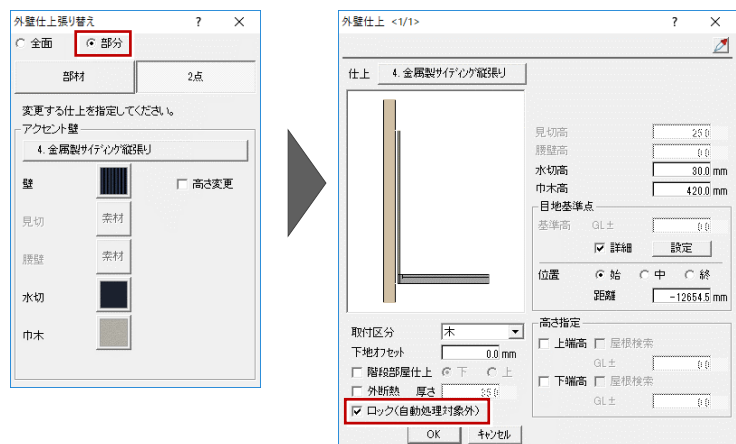 外壁仕上張り替え ? ×
全面 部分
部材 2点
変更する仕上を指定してください。
アクセント壁
4. 金属製サイディング縦張り
壁 高さ変更
見切 素材
腰壁 素材
水切
巾木
外壁仕上 <1/1> ? ×
仕上 4. 金属製サイディング縦張り
見切高 25.0
腰壁高 0.0
水切高 30.0 mm
巾木高 420.0 mm
目地基準点
基準高 GL± 0.0
詳細 設定
位置 始 中 終
距離 -12654.5 mm
取付区分 木
下地オフセット 0.0 mm
階段部屋仕上 下 上
外断熱 厚さ 35.0
ロック(自動処理対象外)
高さ指定
上端高 屋根検索
GL± 0.0
下端高 屋根検索
GL± 0.0
OK キャンセル